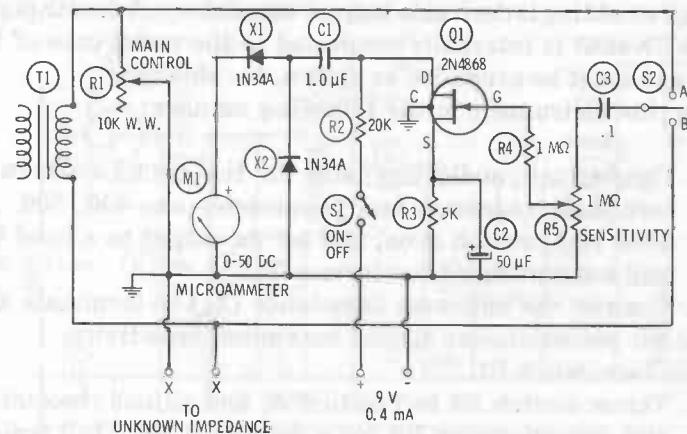 T1
R1
MAIN
CONTROL
10K W.W.
X1
1N34A
C1
1.0 µF
Q1
2N4868
D
C
G
S
C3
.1
S2
A
B
M1
+
0-50 DC
MICROAMMETER
X2
1N34A
R2
20K
S1
ON-
OFF
R3
5K
C2
50 µF
R4
1 MΩ
1 MΩ
R5
SENSITIVITY
X
X
TO
UNKNOWN IMPEDANCE
+
-
9 V
0.4 mA